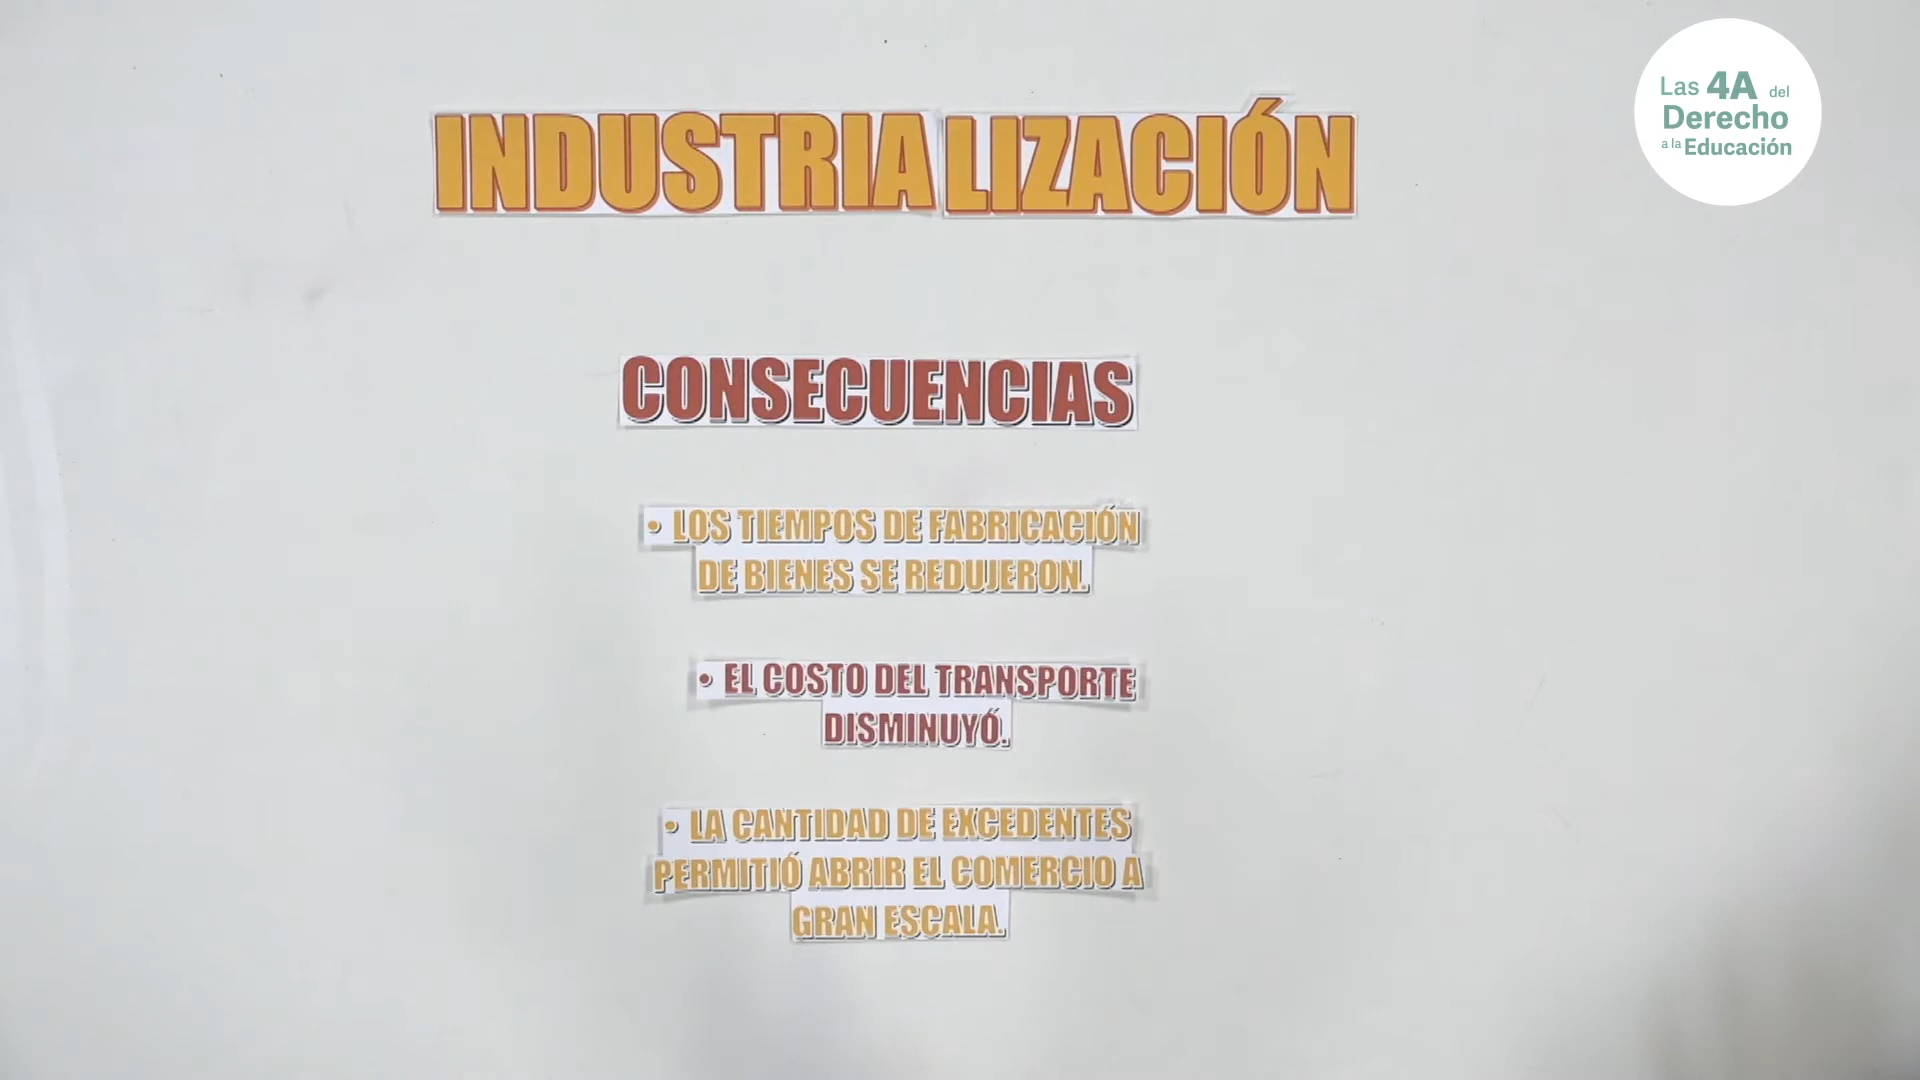 Las 4A del
Derecho
a la Educación
INDUSTRIALIZACIÓN
CONSECUENCIAS
• LOS TIEMPOS DE FABRICACIÓN
DE BIENES SE REDUJERON.
• EL COSTO DEL TRANSPORTE
DISMINUYÓ.
• LA CANTIDAD DE EXCEDENTES
PERMITIÓ ABRIR EL COMERCIO A
GRAN ESCALA.